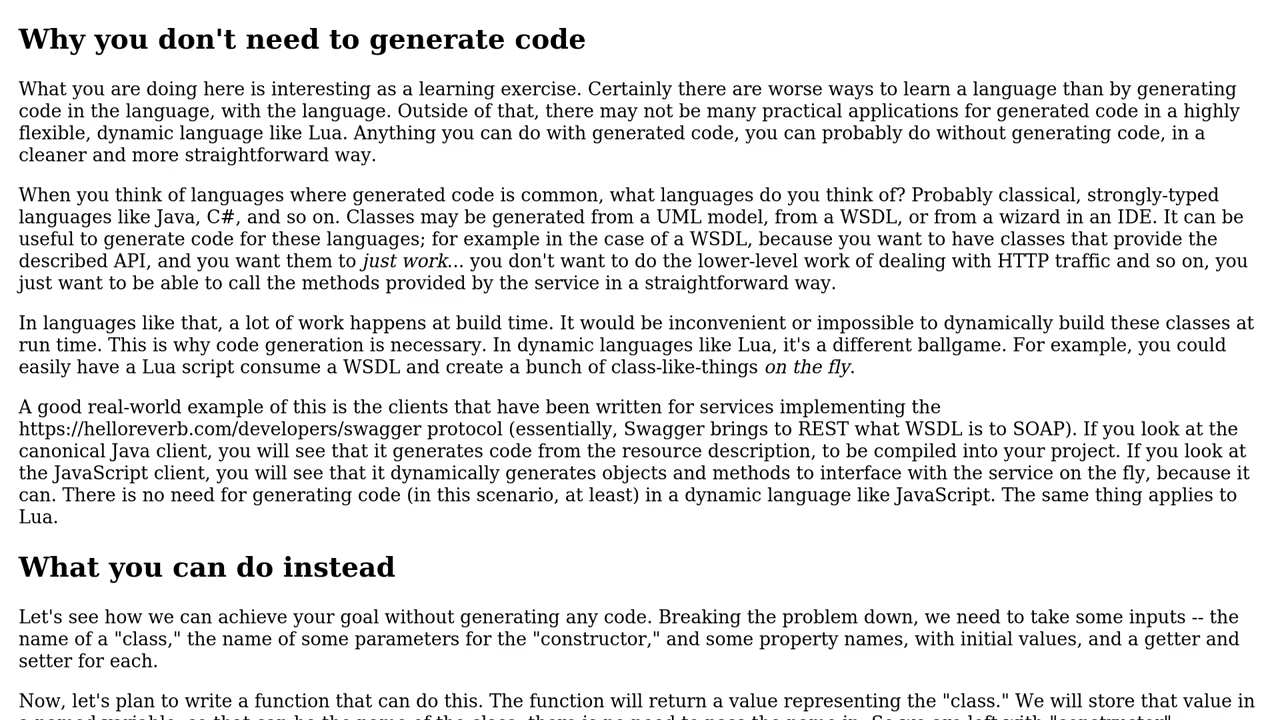 Why you don't need to generate code
What you are doing here is interesting as a learning exercise. Certainly there are worse ways to learn a language than by generating
code in the language, with the language. Outside of that, there may not be many practical applications for generated code in a highly
flexible, dynamic language like Lua. Anything you can do with generated code, you can probably do without generating code, in a
cleaner and more straightforward way.
When you think of languages where generated code is common, what languages do you think of? Probably classical, strongly-typed
languages like Java, C#, and so on. Classes may be generated from a UML model, from a WSDL, or from a wizard in an IDE. It can be
useful to generate code for these languages; for example in the case of a WSDL, because you want to have classes that provide the
described API, and you want them to just work... you don't want to do the lower-level work of dealing with HTTP traffic and so on, you
just want to be able to call the methods provided by the service in a straightforward way.
In languages like that, a lot of work happens at build time. It would be inconvenient or impossible to dynamically build these classes at
run time. This is why code generation is necessary. In dynamic languages like Lua, it's a different ballgame. For example, you could
easily have a Lua script consume a WSDL and create a bunch of class-like-things on the fly.
A good real-world example of this is the clients that have been written for services implementing the
https://helloreverb.com/developers/swagger protocol (essentially, Swagger brings to REST what WSDL is to SOAP). If you look at the
canonical Java client, you will see that it generates code from the resource description, to be compiled into your project. If you look at
the JavaScript client, you will see that it dynamically generates objects and methods to interface with the service on the fly, because it
can. There is no need for generating code (in this scenario, at least) in a dynamic language like JavaScript. The same thing applies to
Lua.
What you can do instead
Let's see how we can achieve your goal without generating any code. Breaking the problem down, we need to take some inputs -- the
name of a "class," the name of some parameters for the "constructor," and some property names, with initial values, and a getter and
setter for each.
Now, let's plan to write a function that can do this. The function will return a value representing the "class." We will store that value in